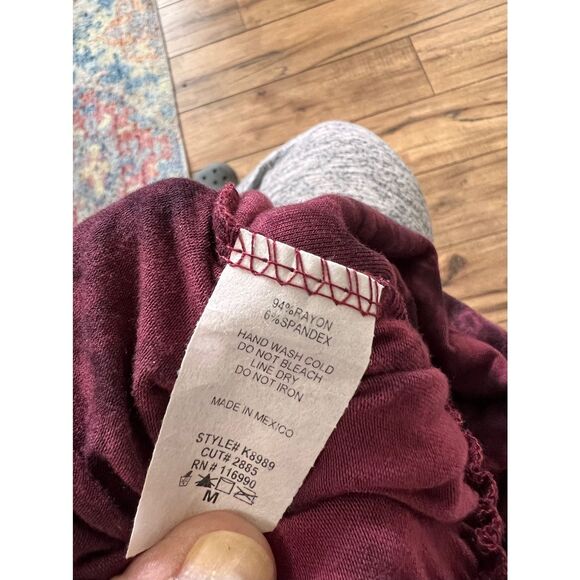 94%RAYON
6%SPANDEX
HAND WASH COLD
DO NOT BLEACH
LINE DRY
DO NOT IRON
MADE IN MEXICO
STYLE# K8989
CUT# 2885
RN# 116990
M